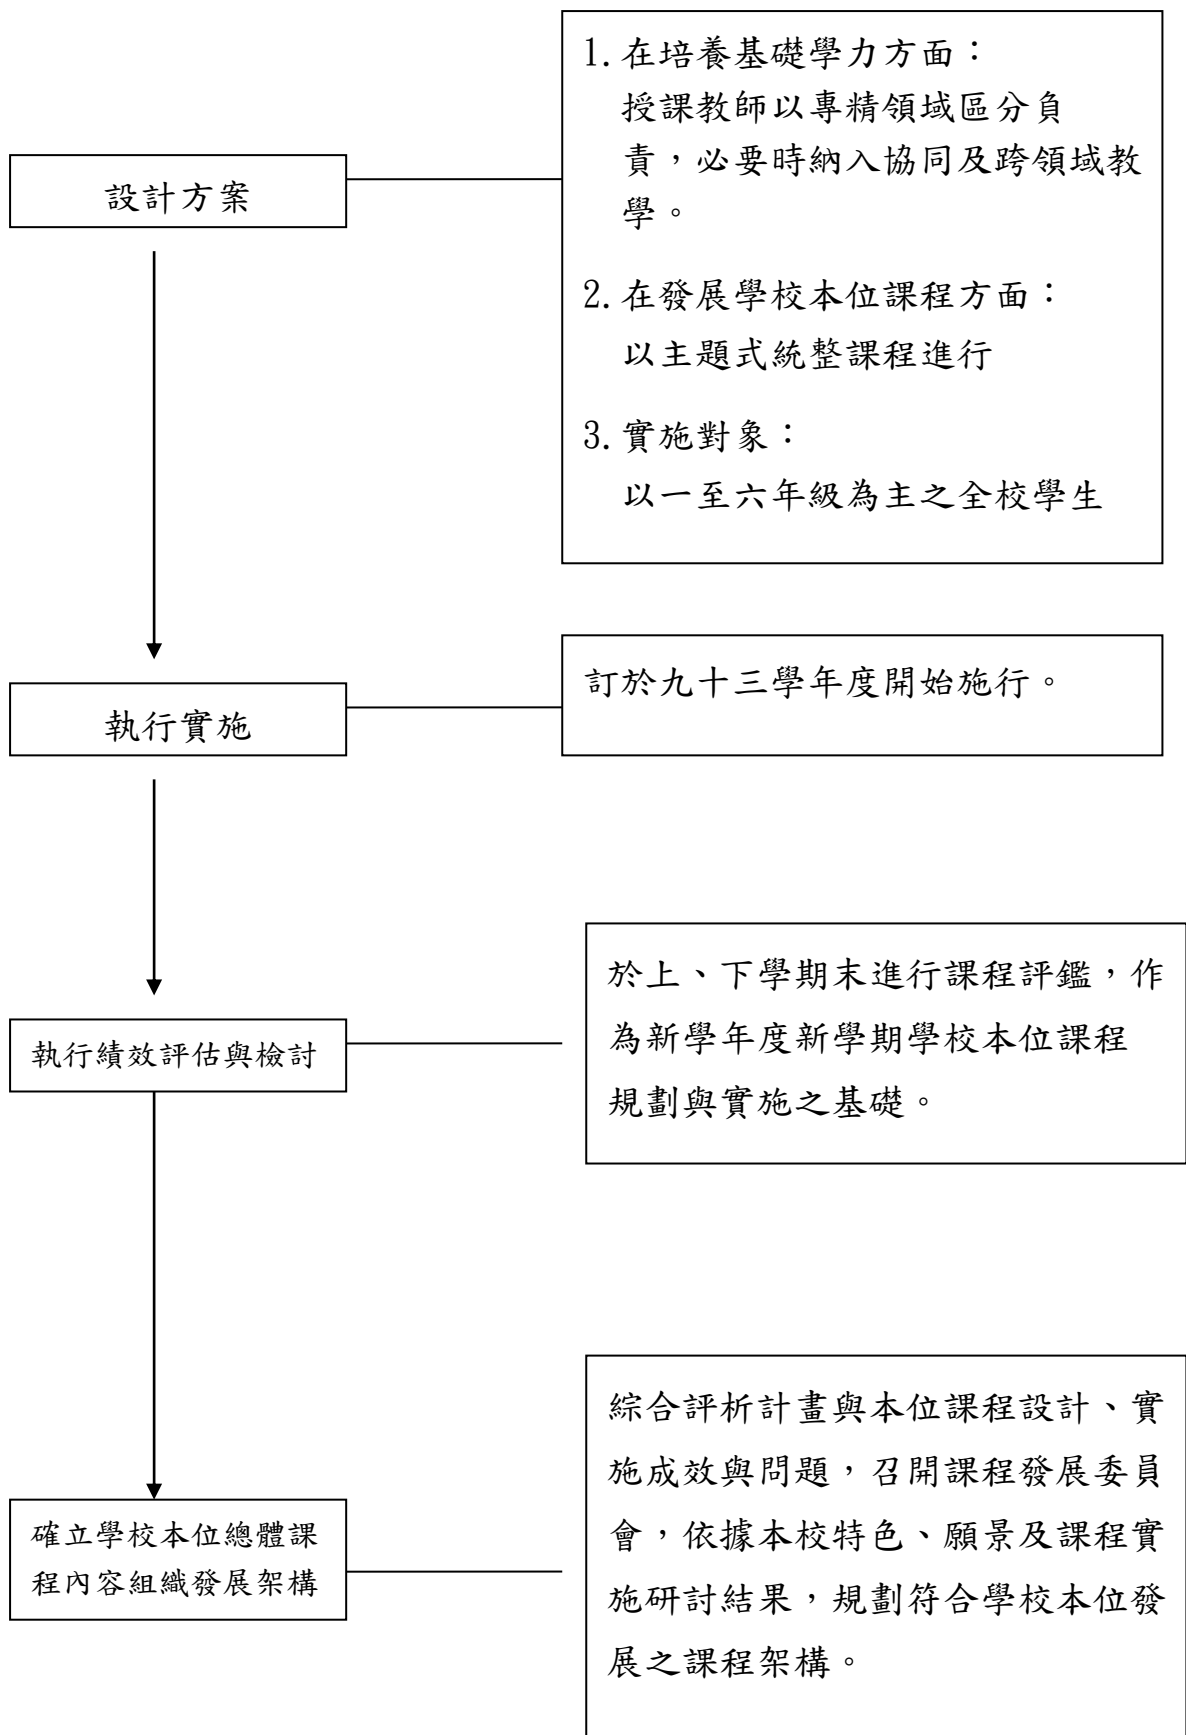 設計方案
1. 在培養基礎學力方面：
授課教師以專精領域區分負
責，必要時納入協同及跨領域教
學。
2. 在發展學校本位課程方面：
以主題式統整課程進行
3. 實施對象：
以一至六年級為主之全校學生
執行實施
訂於九十三學年度開始施行。
執行績效評估與檢討
於上、下學期末進行課程評鑑，作
為新學年度新學期學校本位課程
規劃與實施之基礎。
確立學校本位總體課
程內容組織發展架構
綜合評析計畫與本位課程設計、實
施成效與問題，召開課程發展委員
會，依據本校特色、願景及課程實
施研討結果，規劃符合學校本位發
展之課程架構。